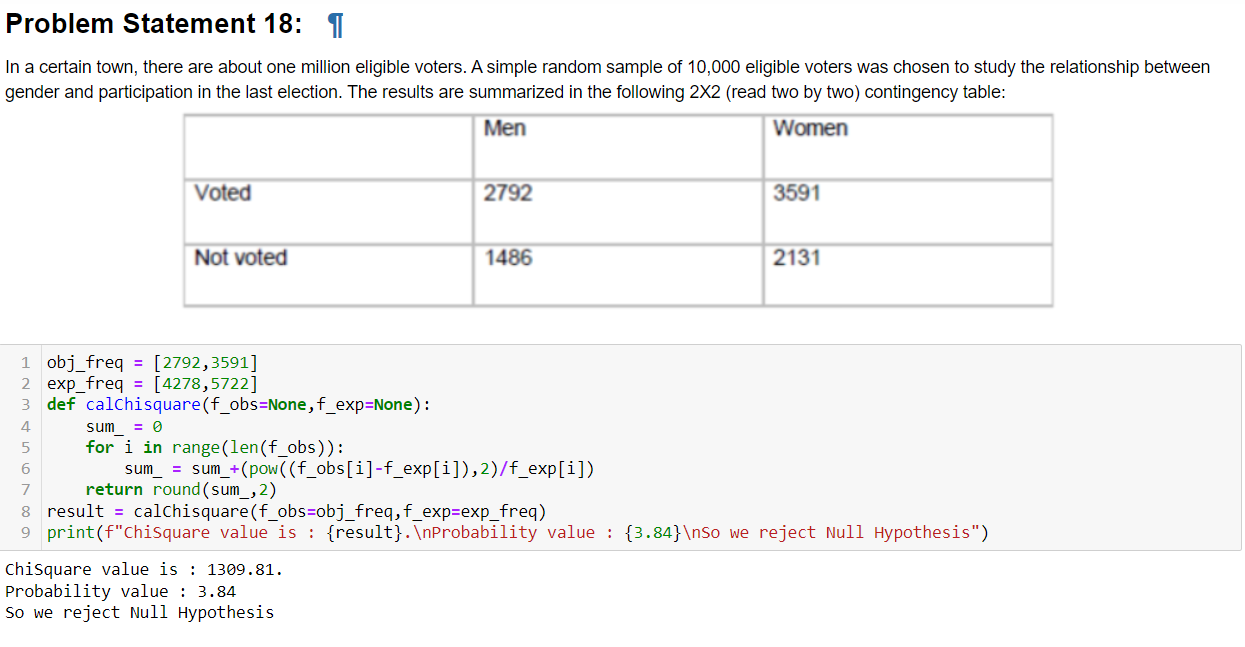 Problem Statement 18: ¶
In a certain town, there are about one million eligible voters. A simple random sample of 10,000 eligible voters was chosen to study the relationship between
gender and participation in the last election. The results are summarized in the following 2X2 (read two by two) contingency table:
Men Women
Voted 2792 3591
Not voted 1486 2131
1 obj_freq = [2792,3591]
2 exp_freq = [4278,5722]
3 def calChisquare(f_obs=None,f_exp=None):
4     sum_ = 0
5     for i in range(len(f_obs)):
6         sum_ = sum_+(pow((f_obs[i]-f_exp[i]),2)/f_exp[i])
7     return round(sum_,2)
8 result = calChisquare(f_obs=obj_freq,f_exp=exp_freq)
9 print(f"ChiSquare value is : {result}.\nProbability value : {3.84}\nSo we reject Null Hypothesis")
ChiSquare value is : 1309.81.
Probability value : 3.84
So we reject Null Hypothesis